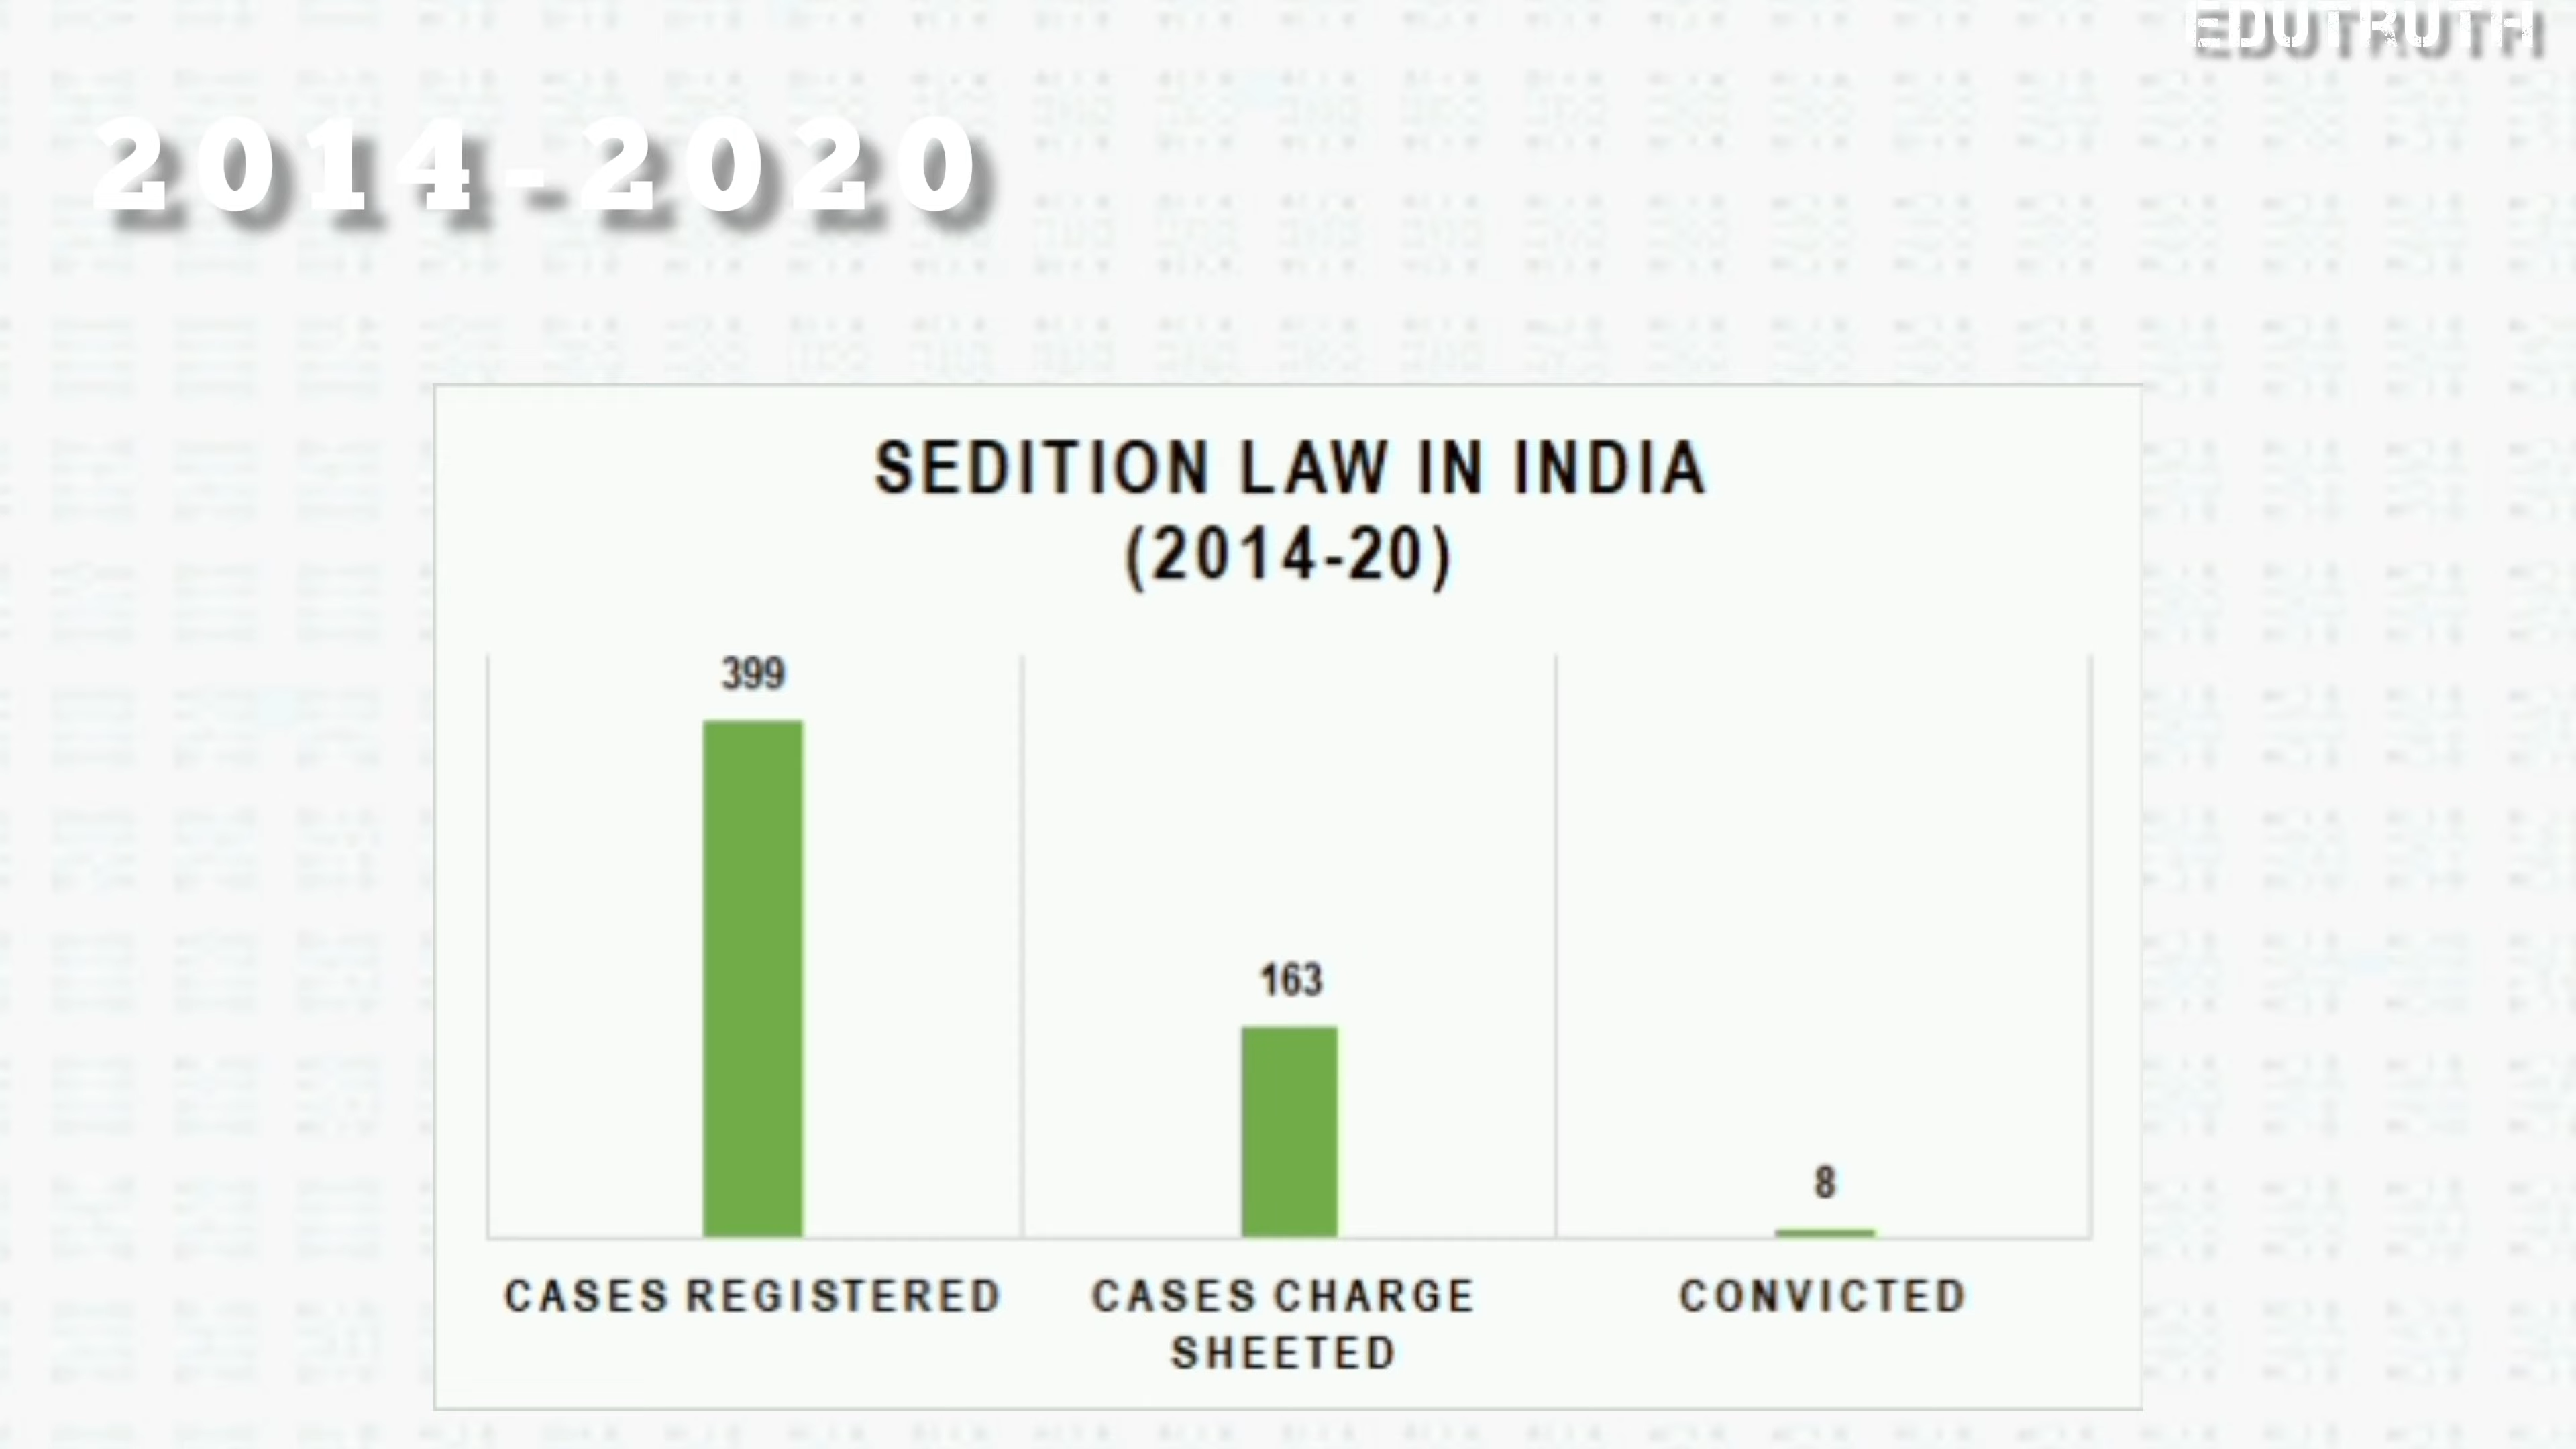 EDUTRUTH
2014-2020
SEDITION LAW IN INDIA
(2014-20)
399
163
8
CASES REGISTERED
CASES CHARGE
SHEETED
CONVICTED